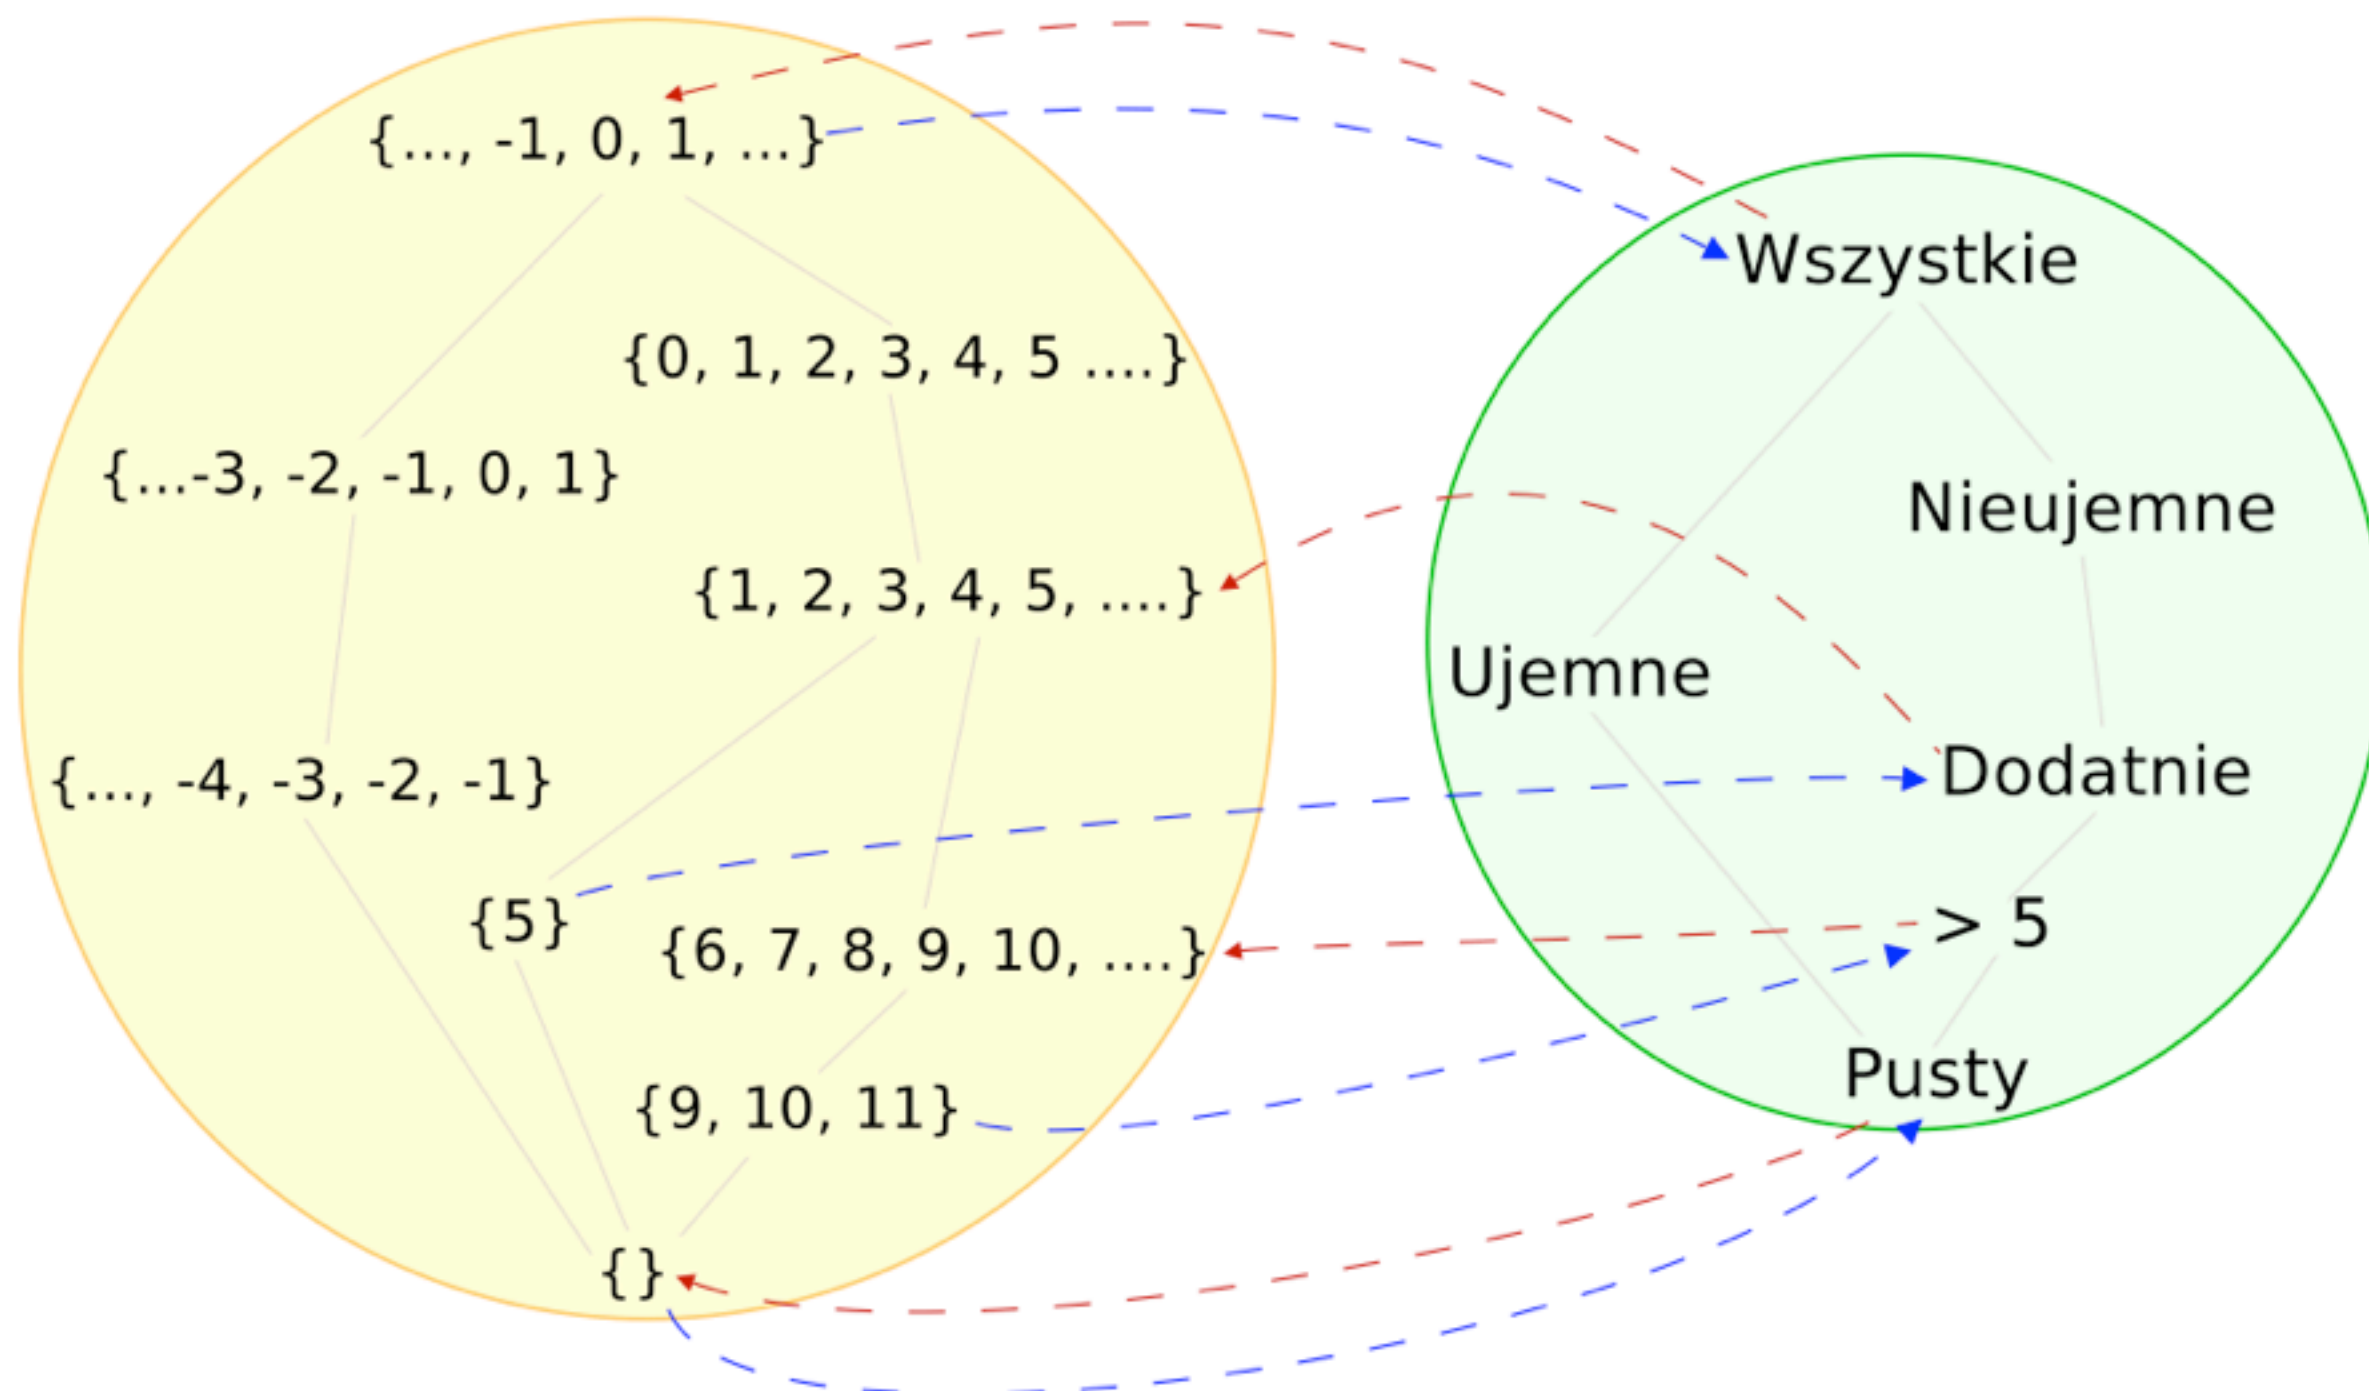 {..., -1, 0, 1, ...}
{0, 1, 2, 3, 4, 5 ....}
{...-3, -2, -1, 0, 1}
{1, 2, 3, 4, 5, ....}
{..., -4, -3, -2, -1}
{5}
{6, 7, 8, 9, 10, ....}
{9, 10, 11}
{}
Wszystkie
Nieujemne
Ujemne
Dodatnie
> 5
Pusty